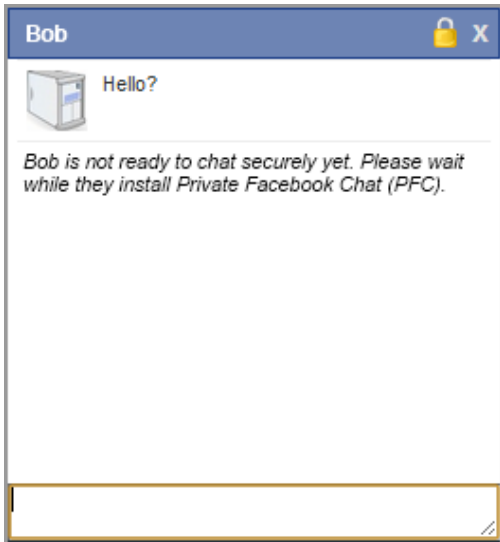 Bob X
Hello?
Bob is not ready to chat securely yet. Please wait
while they install Private Facebook Chat (PFC).